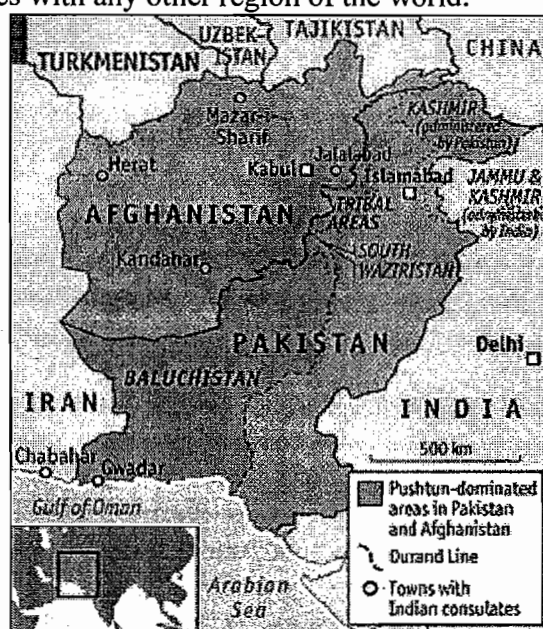 es with any other region of the world.
UZBEK-
ISTAN
TAJIKISTAN
CHINA
TURKMENISTAN
Mazar-i-
Sharif
KASHMIR
(administered
by Pakistan)
Herat
Kabul
Jalalabad
Islamabad
JAMMU &
KASHMIR
(administered
by India)
TRIBAL
AREAS
AFGHANISTAN
SOUTH
WAZIRISTAN
Kandahar
PAKISTAN
Delhi
BALUCHISTAN
IRAN
INDIA
500 km
Chabahar
Gwadar
Gulf of Oman
Pushtun-dominated
areas in Pakistan
and Afghanistan
Durand Line
Towns with
Indian consulates
Arabian
Sea